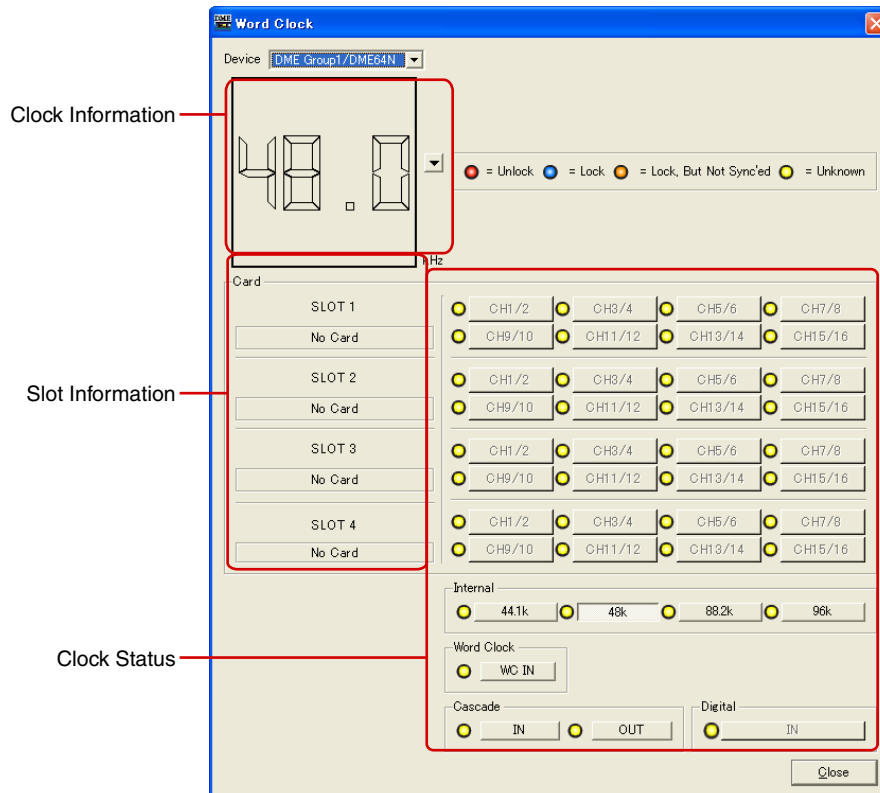 DME Word Clock
Device DME Group1/DME64N
Clock Information
48.0
= Unlock = Lock = Lock, But Not Sync'ed = Unknown
kHz
Card
SLOT 1 CH1/2 CH3/4 CH5/6 CH7/8
No Card CH9/10 CH11/12 CH13/14 CH15/16
SLOT 2 CH1/2 CH3/4 CH5/6 CH7/8
Slot Information
No Card CH9/10 CH11/12 CH13/14 CH15/16
SLOT 3 CH1/2 CH3/4 CH5/6 CH7/8
No Card CH9/10 CH11/12 CH13/14 CH15/16
SLOT 4 CH1/2 CH3/4 CH5/6 CH7/8
No Card CH9/10 CH11/12 CH13/14 CH15/16
Internal
44.1k 48k 88.2k 96k
Word Clock
Clock Status
WC IN
Cascade Digital
IN OUT IN
Close